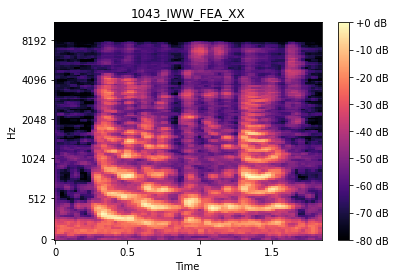 1043_IWW_FEA_XX
+0 dB
8192
-10 dB
4096
-20 dB
-30 dB
2048
Hz
-40 dB
1024
-50 dB
512
-60 dB
-70 dB
0
-80 dB
0 0.5 1 1.5
Time